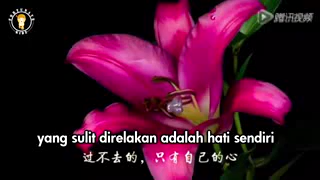 腾讯视频
yang sulit direlakan adalah hati sendiri
过不去的，只有自己的心